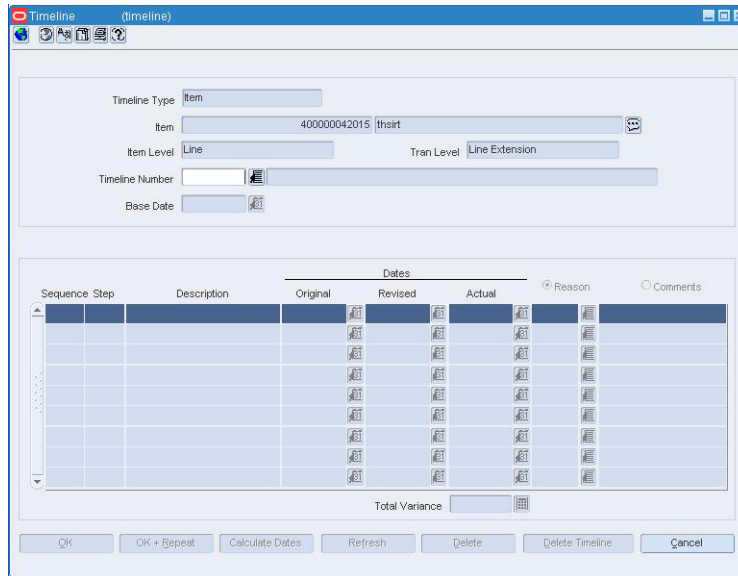 Timeline (timeline)
Timeline Type Item
Item 400000042015 thsirt
Item Level Line Tran Level Line Extension
Timeline Number
Base Date
Dates
Sequence Step Description Original Revised Actual Reason Comments
Total Variance
OK OK + Repeat Calculate Dates Refresh Delete Delete Timeline Cancel